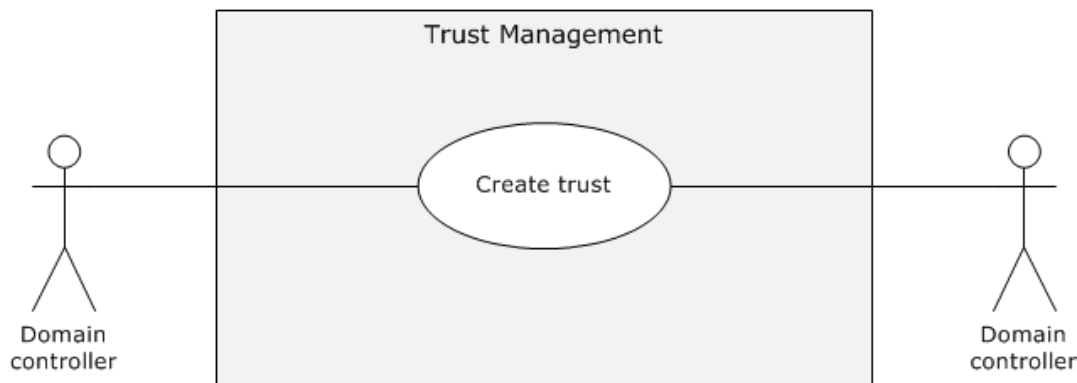 Trust Management
Create trust
Domain
controller
Domain
controller